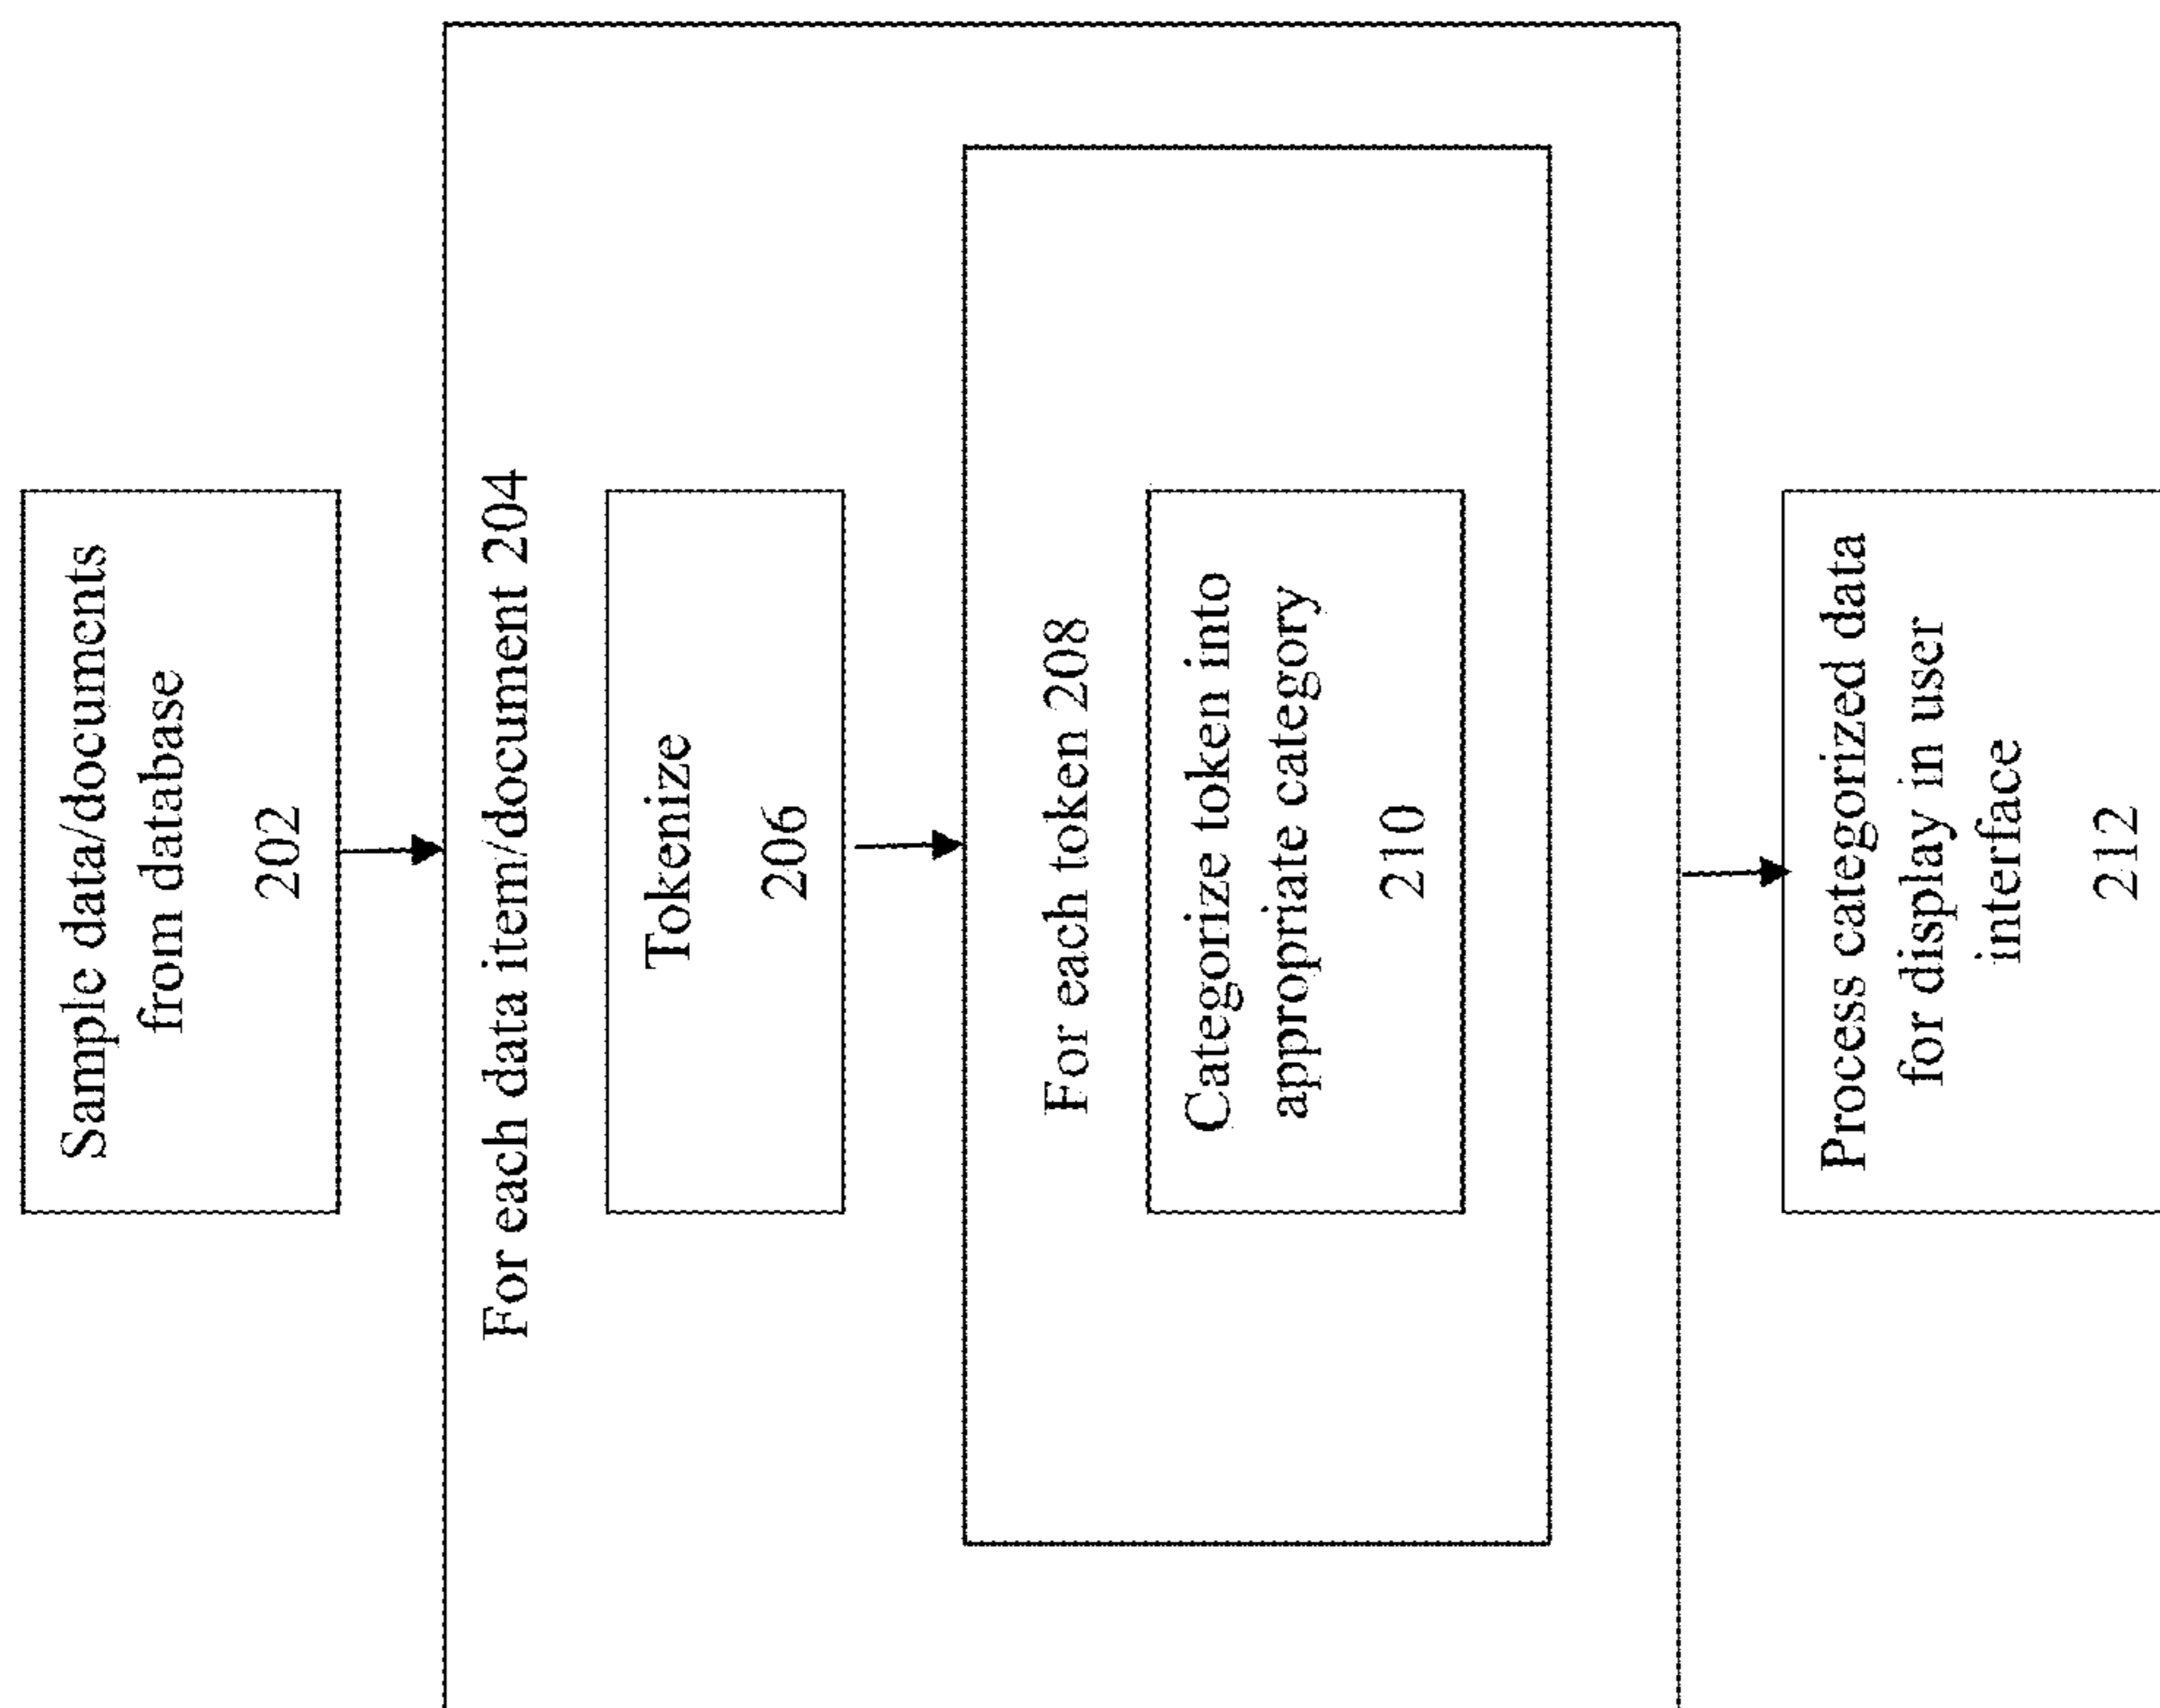 Sample data/documents
from database
202
For each data item/document 204
Tokenize
206
For each token 208
Categorize token into
appropriate category
210
Process categorized data
for display in user
interface
212